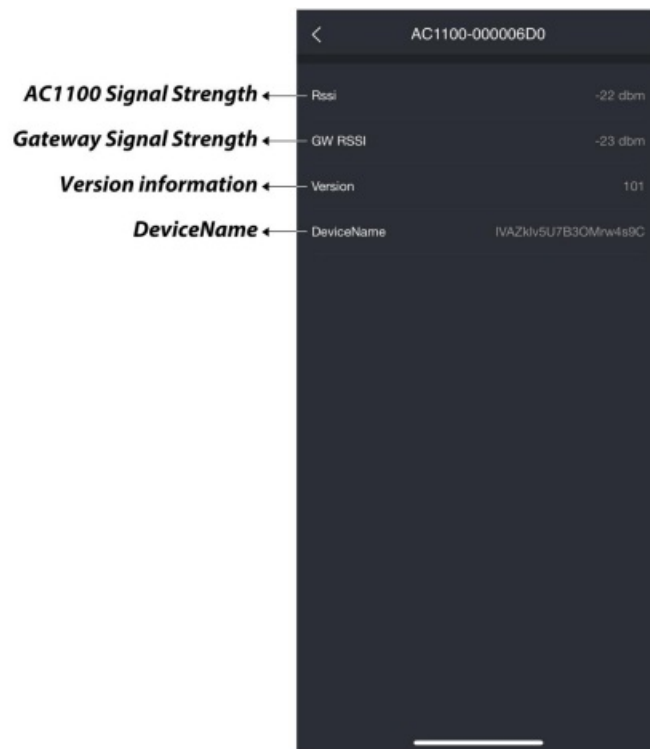 AC1100-000006D0
AC1100 Signal Strength Rssi -22 dbm
Gateway Signal Strength GW RSSI -23 dbm
Version information Version 101
DeviceName DeviceName IVAZklv5U7B3OMrw4s9C